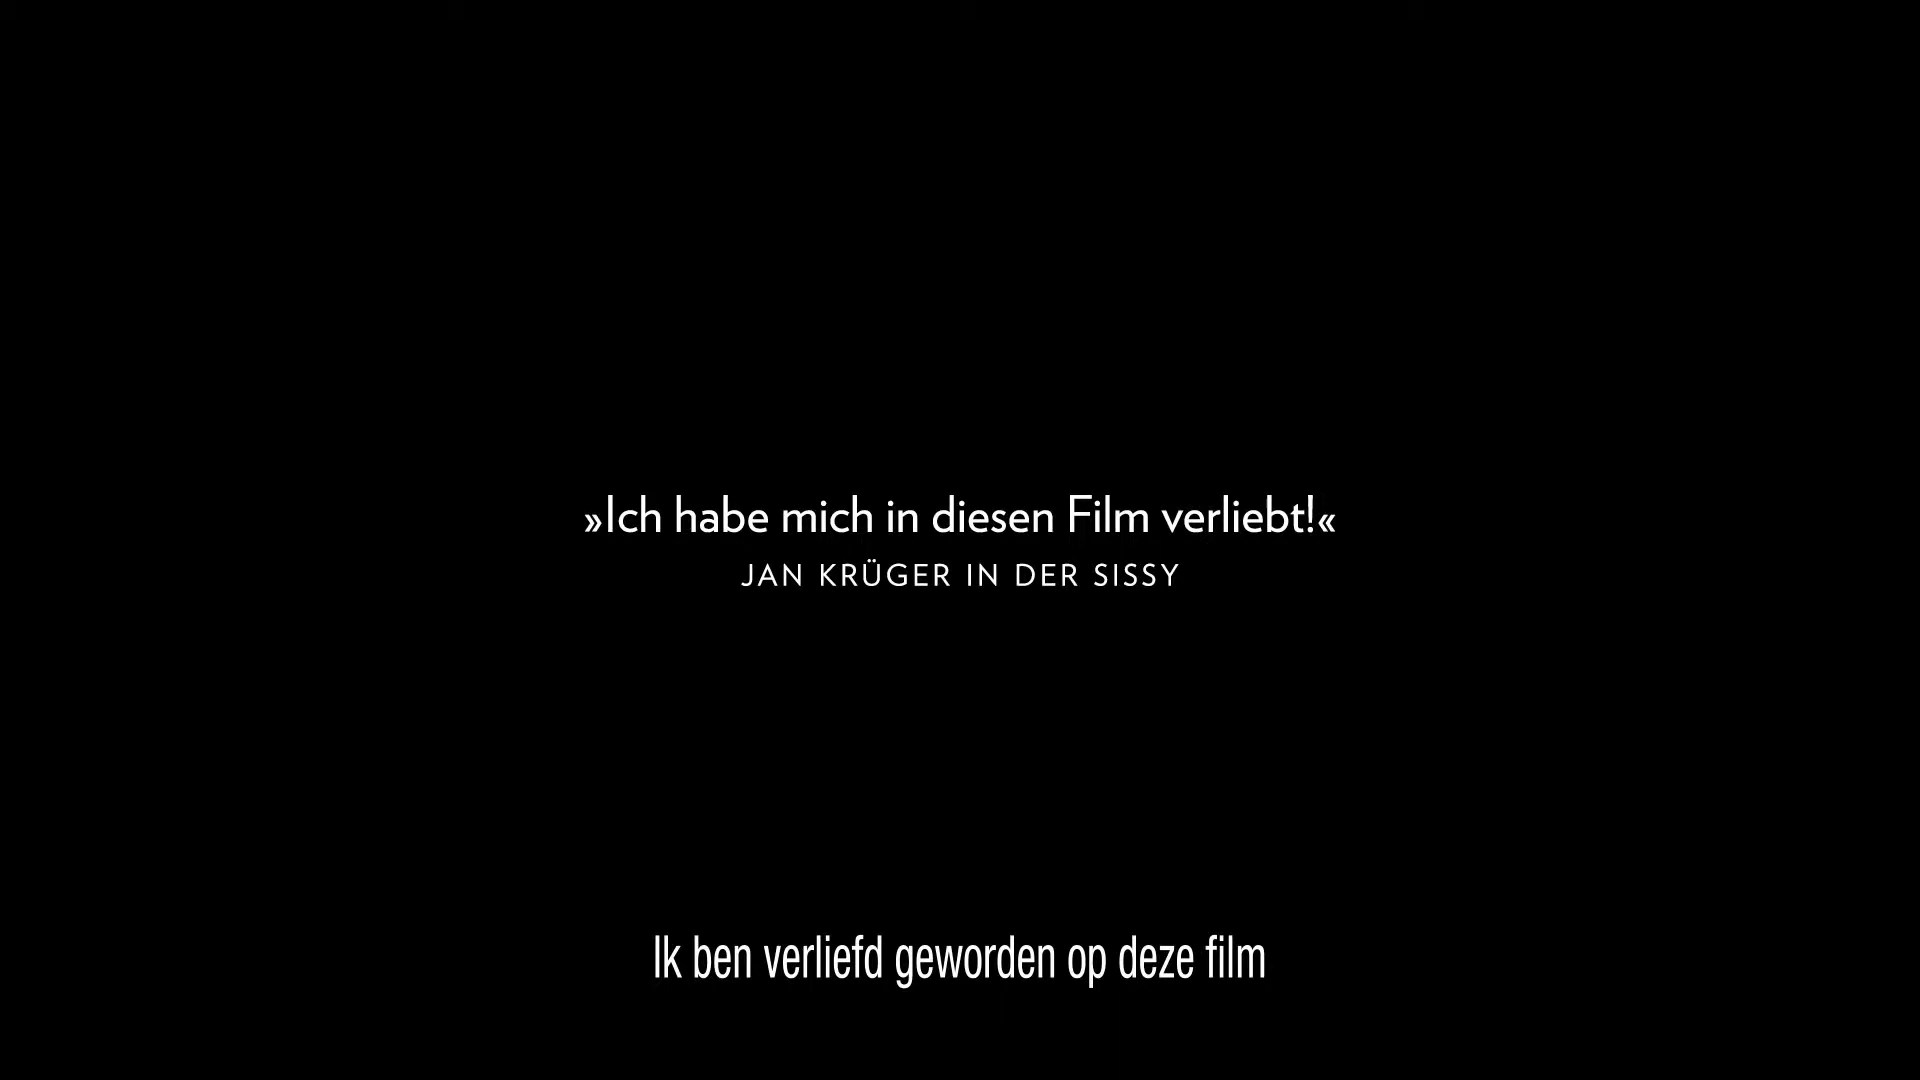 »Ich habe mich in diesen Film verliebt!«
JAN KRÜGER IN DER SISSY
Ik ben verliefd geworden op deze film